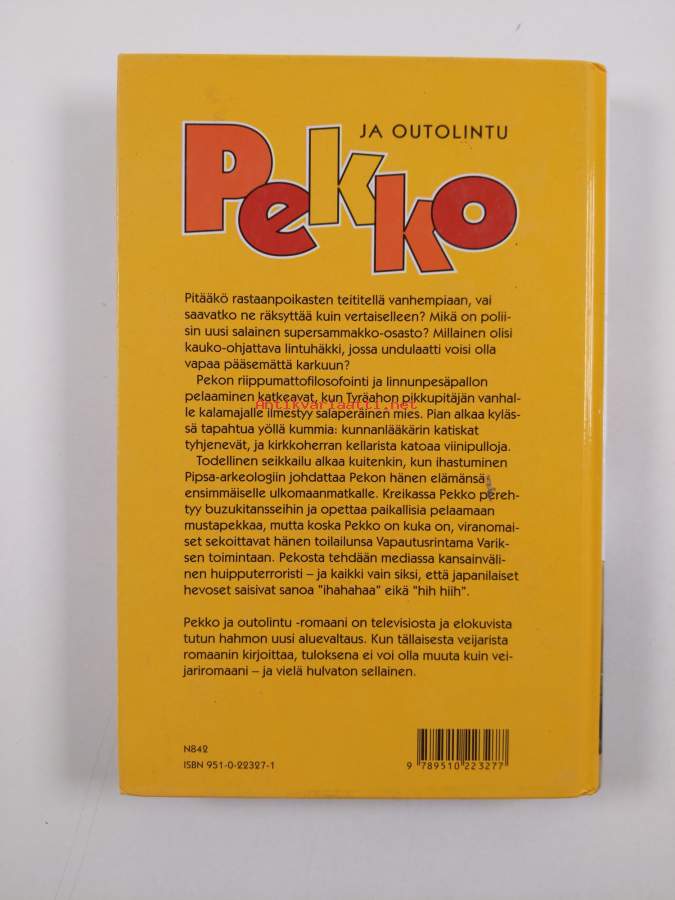 JA OUTOLINTU
Pekko
Pitääkö rastaanpoikasten teititellä vanhempiaan, vai
saavatko ne räksyttää kuin vertaiselleen? Mikä on polii-
sin uusi salainen supersammakko-osasto? Millainen olisi
kauko-ohjattava lintuhäkki, jossa undulaatti voisi olla
vapaa pääsemättä karkuun?
Pekon riippumattofilosofointi ja linnunpesäpallon
pelaaminen katkeavat, kun Tyräahon pikkupitäjän vanhal-
Antikvariaatti.net
le kalamajalle ilmestyy salaperäinen mies. Pian alkaa kyläs-
sä tapahtua yöllä kummia: kunnanlääkärin katiskat
tyhjenevät, ja kirkkoherran kellarista katoaa viinipulloja.
Todellinen seikkailu alkaa kuitenkin, kun ihastuminen
Pipsa-arkeologiin johdattaa Pekon hänen elämänsä
ensimmäiselle ulkomaanmatkalle. Kreikassa Pekko pereh-
tyy buzukitansseihin ja opettaa paikallisia pelaamaan
mustapekkaa, mutta koska Pekko on kuka on, viranomai-
set sekoittavat hänen toilailunsa Vapautusrintama Varik-
sen toimintaan. Pekosta tehdään mediassa kansainväli-
nen huipputerroristi – ja kaikki vain siksi, että japanilaiset
hevoset saisivat sanoa "ihahahaa" eikä "hih hiih".
Pekko ja outolintu -romaani on televisiosta ja elokuvista
tutun hahmon uusi aluevaltaus. Kun tällaisesta veijarista
romaanin kirjoittaa, tuloksena ei voi olla muuta kuin vei-
jariromaani – ja vielä hulvaton sellainen.
N842
ISBN 951-0-22327-1
9 789510 223277